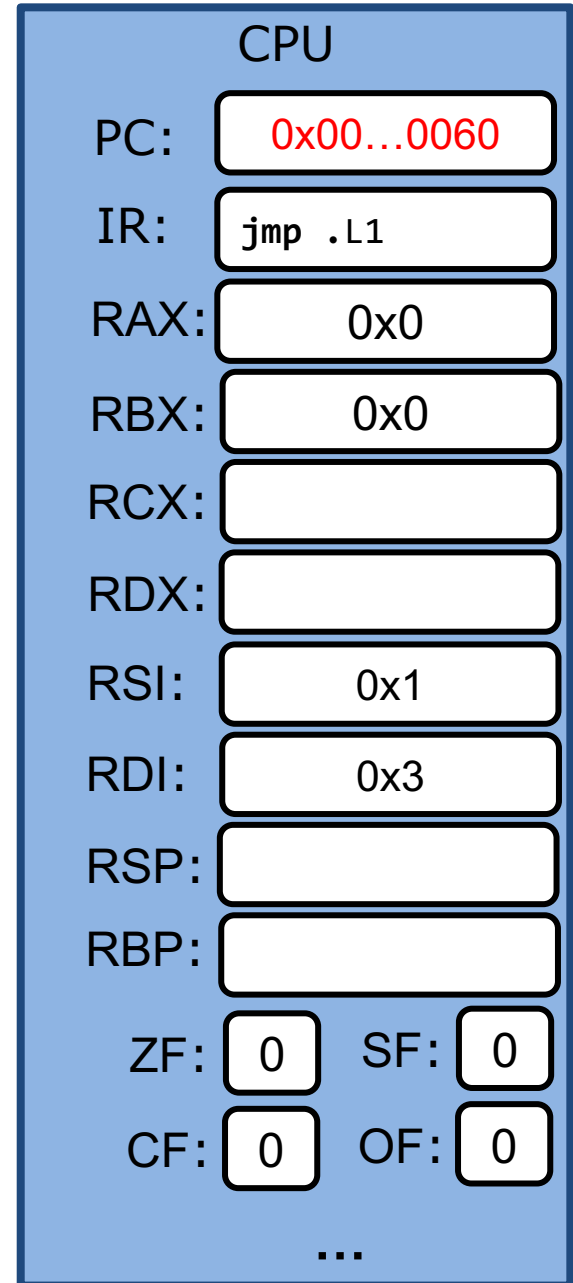 CPU
PC: 0x00...0060
IR: jmp .L1
RAX: 0x0
RBX: 0x0
RCX:
RDX:
RSI: 0x1
RDI: 0x3
RSP:
RBP:
ZF: 0 SF: 0
CF: 0 OF: 0
...